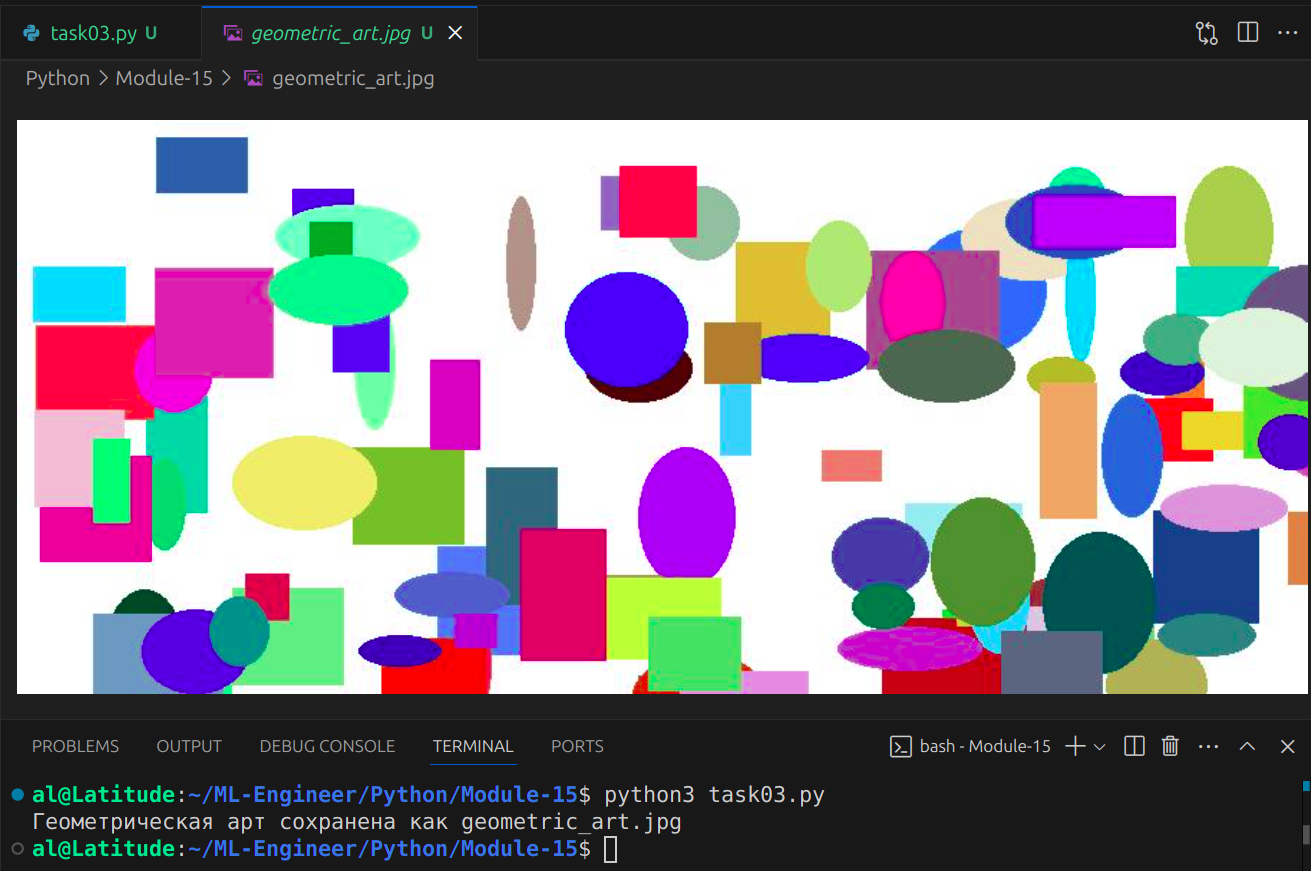 task03.py U geometric_art.jpg U
Python > Module-15 > geometric_art.jpg
PROBLEMS OUTPUT DEBUG CONSOLE TERMINAL PORTS bash - Module-15
al@Latitude:~/ML-Engineer/Python/Module-15$ python3 task03.py
Геометрическая арт сохранена как geometric_art.jpg
al@Latitude:~/ML-Engineer/Python/Module-15$